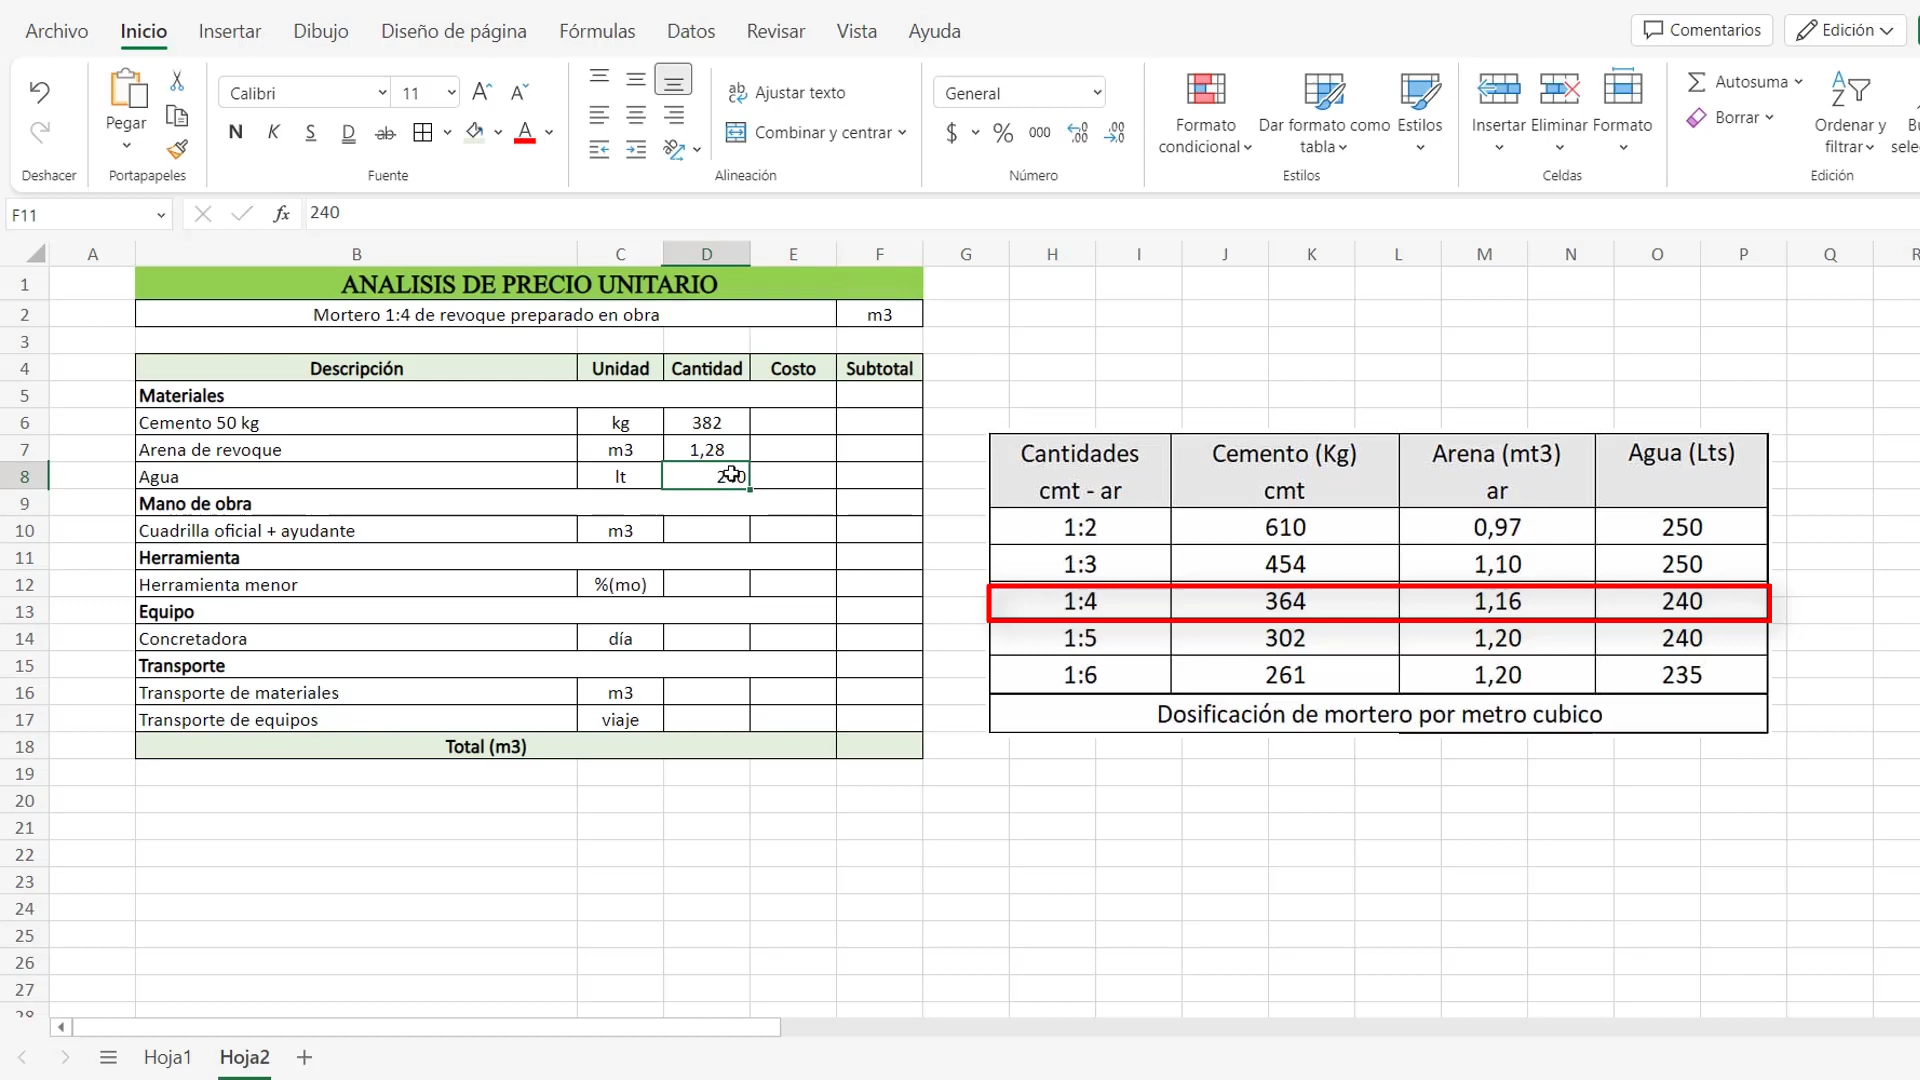 Archivo Inicio Insertar Dibujo Diseño de página Fórmulas Datos Revisar Vista Ayuda Comentarios Edición
Pegar
Calibri 11
N K S D ab
Ajustar texto
Combinar y centrar
General
$ % 000
Formato condicional
Dar formato como tabla
Estilos
Insertar Eliminar Formato
Autosuma
Borrar
Ordenar y filtrar
Deshacer Portapapeles Fuente Alineación Número Estilos Celdas Edición
F11 fx 240
A B C D E F G H I J K L M N O P Q R
1 ANALISIS DE PRECIO UNITARIO
2 Mortero 1:4 de revoque preparado en obra m3
3
4 Descripción Unidad Cantidad Costo Subtotal
5 Materiales
6 Cemento 50 kg kg 382
7 Arena de revoque m3 1,28
8 Agua lt
9 Mano de obra
10 Cuadrilla oficial + ayudante m3
11 Herramienta
12 Herramienta menor %(mo)
13 Equipo
14 Concretadora día
15 Transporte
16 Transporte de materiales m3
17 Transporte de equipos viaje
18 Total (m3)
19
20
21
22
23
24
25
26
27
28
Cantidades Cemento (Kg) Arena (mt3) Agua (Lts)
cmt - ar cmt ar
1:2 610 0,97 250
1:3 454 1,10 250
1:4 364 1,16 240
1:5 302 1,20 240
1:6 261 1,20 235
Dosificación de mortero por metro cubico
Hoja1 Hoja2